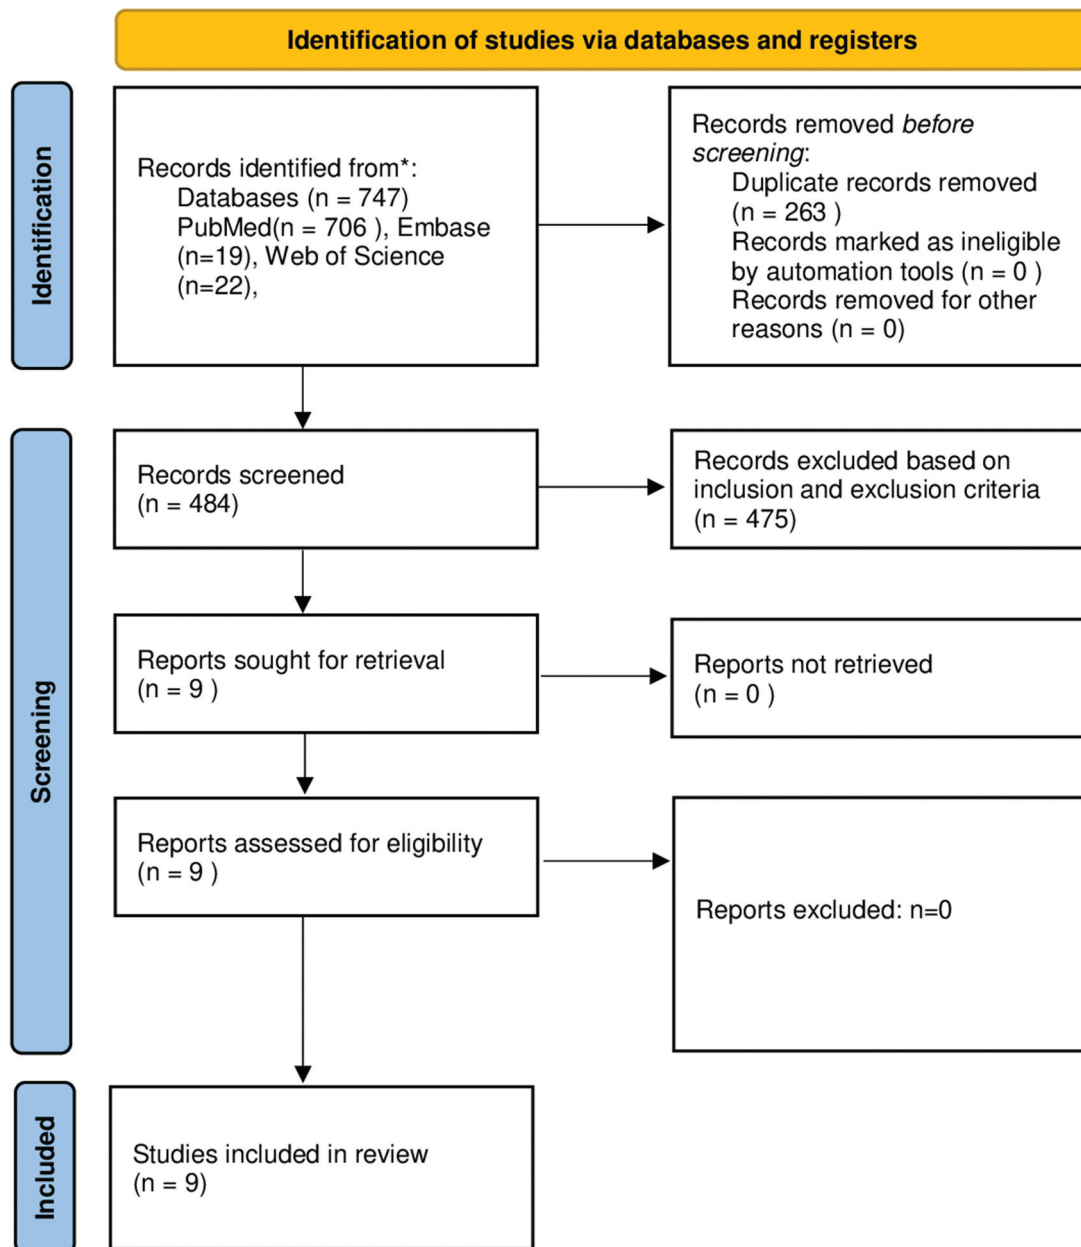 Identification of studies via databases and registers
Identification
Records identified from*:
Databases (n = 747)
PubMed(n = 706 ), Embase
(n=19), Web of Science
(n=22),
Records removed before
screening:
Duplicate records removed
(n = 263 )
Records marked as ineligible
by automation tools (n = 0 )
Records removed for other
reasons (n = 0)
Screening
Records screened
(n = 484)
Records excluded based on
inclusion and exclusion criteria
(n = 475)
Reports sought for retrieval
(n = 9 )
Reports not retrieved
(n = 0 )
Reports assessed for eligibility
(n = 9 )
Reports excluded: n=0
Included
Studies included in review
(n = 9)